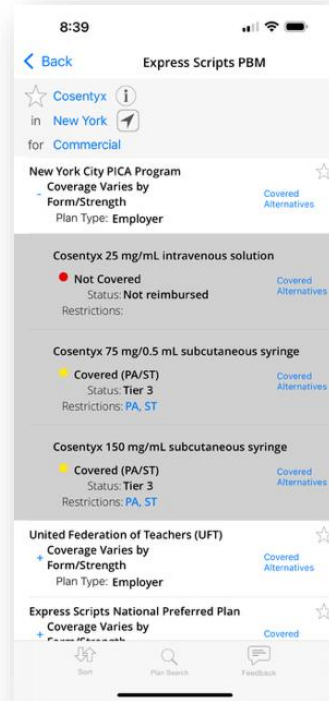 8:39
Back Express Scripts PBM
Cosentyx i
in New York
for Commercial
New York City PICA Program
- Coverage Varies by
Form/Strength
Covered
Alternatives
Plan Type: Employer
Cosentyx 25 mg/mL intravenous solution
Not Covered
Status: Not reimbursed
Restrictions:
Covered
Alternatives
Cosentyx 75 mg/0.5 mL subcutaneous syringe
Covered (PA/ST)
Status: Tier 3
Restrictions: PA, ST
Covered
Alternatives
Cosentyx 150 mg/mL subcutaneous syringe
Covered (PA/ST)
Status: Tier 3
Restrictions: PA, ST
Covered
Alternatives
United Federation of Teachers (UFT)
+ Coverage Varies by
Form/Strength
Covered
Alternatives
Plan Type: Employer
Express Scripts National Preferred Plan
+ Coverage Varies by
Form/Strength
Covered
Sort Plan Search Feedback